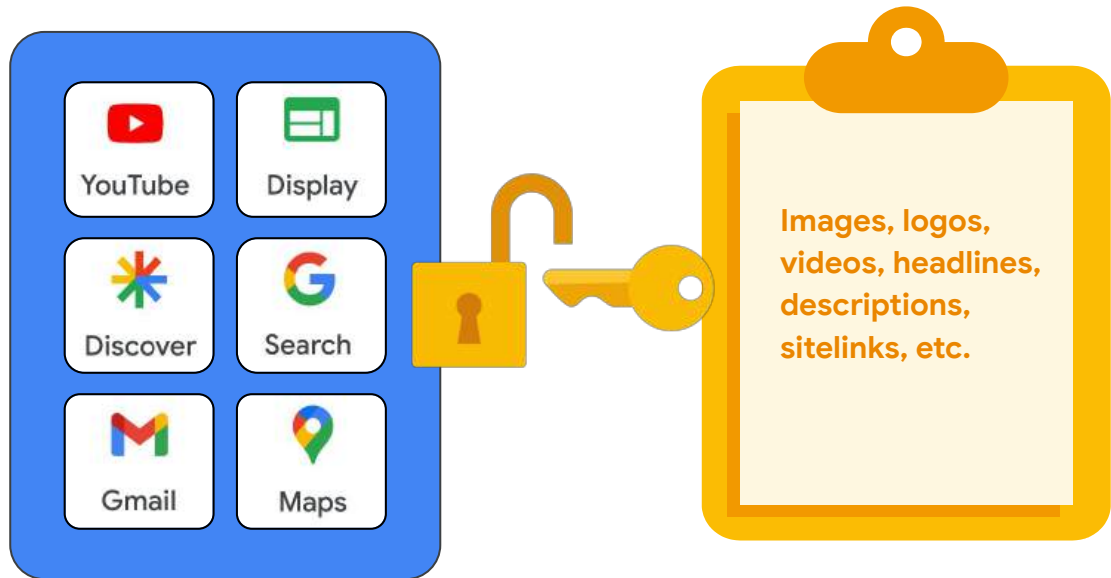 YouTube
Display
Discover
Search
Gmail
Maps
Images, logos,
videos, headlines,
descriptions,
sitelinks, etc.